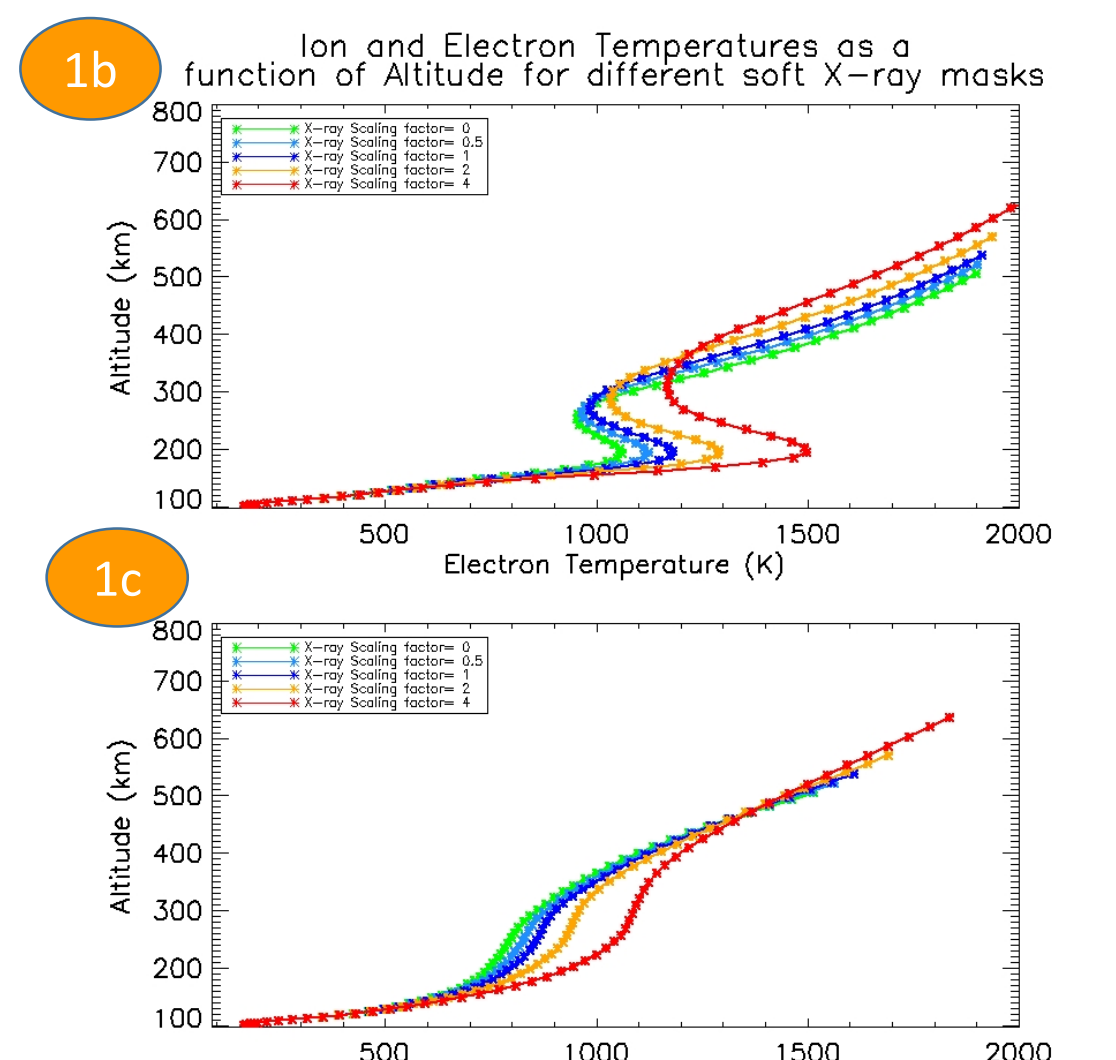 1b
Ion and Electron Temperatures as a
function of Altitude for different soft X-ray masks
800
700
600
500
400
300
200
100
Altitude (km)
X-ray Scaling factor= 0
X-ray Scaling factor= 0.5
X-ray Scaling factor= 1
X-ray Scaling factor= 2
X-ray Scaling factor= 4
500 1000 1500 2000
Electron Temperature (K)
1c
800
700
600
500
400
300
200
100
Altitude (km)
X-ray Scaling factor= 0
X-ray Scaling factor= 0.5
X-ray Scaling factor= 1
X-ray Scaling factor= 2
X-ray Scaling factor= 4
500 1000 1500 2000